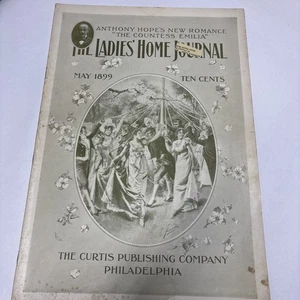 ANTHONY HOPE'S NEW ROMANCE
"THE COUNTESS EMILIA"
THE LADIES' HOME JOURNAL
MAY 1899 TEN CENTS
THE CURTIS PUBLISHING COMPANY
PHILADELPHIA